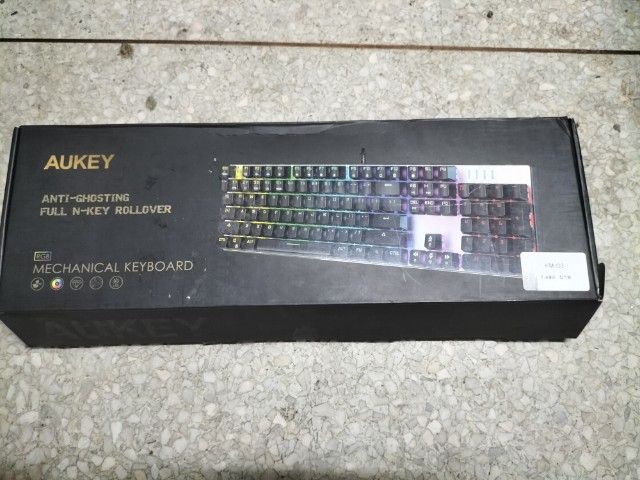 AUKEY
ANTI-GHOSTING
FULL N-KEY ROLLOVER
RGB
MECHANICAL KEYBOARD
AUKEY